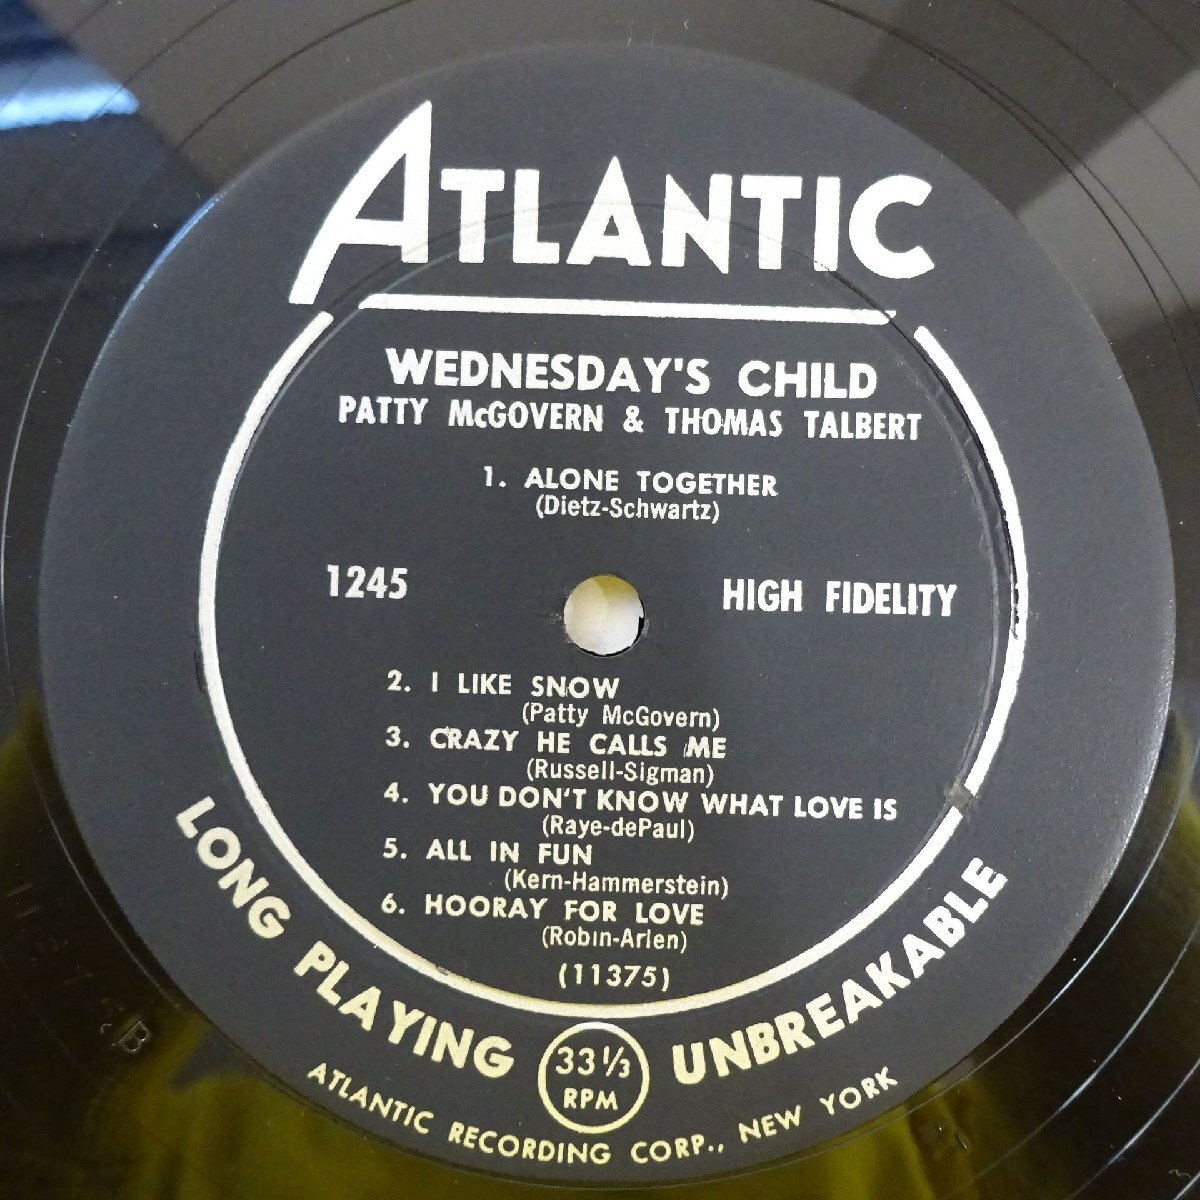 ATLANTIC
WEDNESDAY'S CHILD
PATTY McGOVERN & THOMAS TALBERT
1. ALONE TOGETHER
(Dietz-Schwartz)
1245
HIGH FIDELITY
2. I LIKE SNOW
(Patty McGovern)
3. CRAZY HE CALLS ME
(Russell-Sigman)
4. YOU DON'T KNOW WHAT LOVE IS
(Raye-dePaul)
5. ALL IN FUN
(Kern-Hammerstein)
6. HOORAY FOR LOVE
(Robin-Arlen)
(11375)
LONG PLAYING
33 1/3
RPM
UNBREAKABLE
ATLANTIC RECORDING CORP., NEW YORK